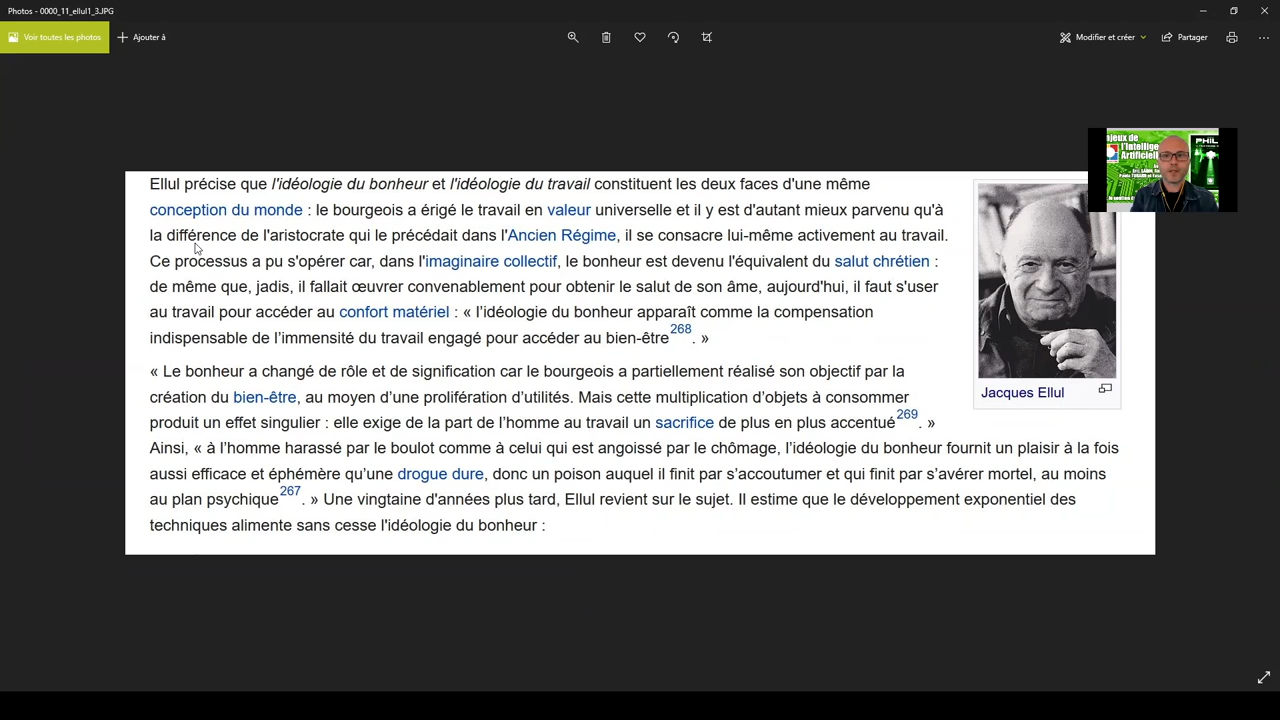 Photos - 0000_11_ellul1_3.JPG
Voir toutes les photos
Ajouter à
Modifier et créer
Partager
Enjeux de
l'Intelligence
Artificielle
PHIL
Ellul précise que l'idéologie du bonheur et l'idéologie du travail constituent les deux faces d'une même
conception du monde : le bourgeois a érigé le travail en valeur universelle et il y est d'autant mieux parvenu qu'à
la différence de l'aristocrate qui le précédait dans l'Ancien Régime, il se consacre lui-même activement au travail.
Ce processus a pu s'opérer car, dans l'imaginaire collectif, le bonheur est devenu l'équivalent du salut chrétien :
de même que, jadis, il fallait œuvrer convenablement pour obtenir le salut de son âme, aujourd'hui, il faut s'user
au travail pour accéder au confort matériel : « l’idéologie du bonheur apparaît comme la compensation
indispensable de l’immensité du travail engagé pour accéder au bien-être268. »
« Le bonheur a changé de rôle et de signification car le bourgeois a partiellement réalisé son objectif par la
création du bien-être, au moyen d’une prolifération d’utilités. Mais cette multiplication d’objets à consommer
produit un effet singulier : elle exige de la part de l’homme au travail un sacrifice de plus en plus accentué269. »
Ainsi, « à l’homme harassé par le boulot comme à celui qui est angoissé par le chômage, l’idéologie du bonheur fournit un plaisir à la fois
aussi efficace et éphémère qu’une drogue dure, donc un poison auquel il finit par s’accoutumer et qui finit par s’avérer mortel, au moins
au plan psychique267. » Une vingtaine d'années plus tard, Ellul revient sur le sujet. Il estime que le développement exponentiel des
techniques alimente sans cesse l'idéologie du bonheur :
Jacques Ellul